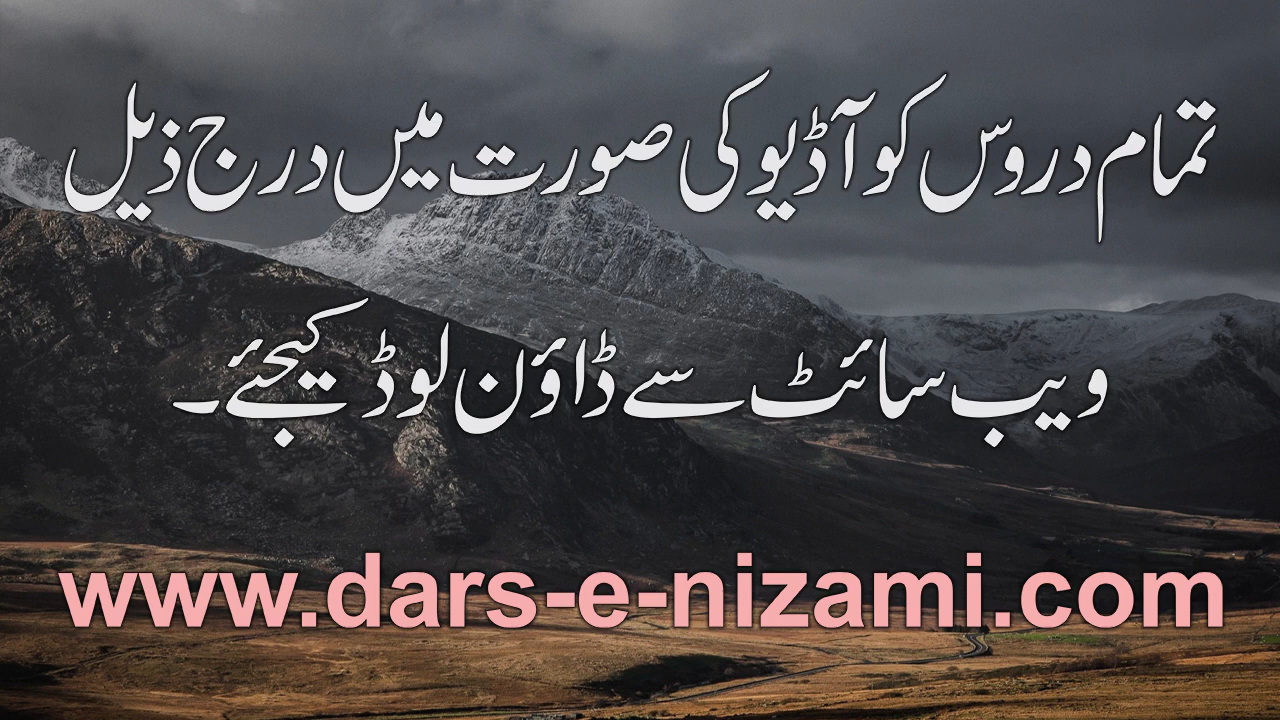 تمام دروس کو آڈیو کی صورت میں درج ذیل
ویب سائٹ سے ڈاؤن لوڈ کیجئے۔
www.dars-e-nizami.com